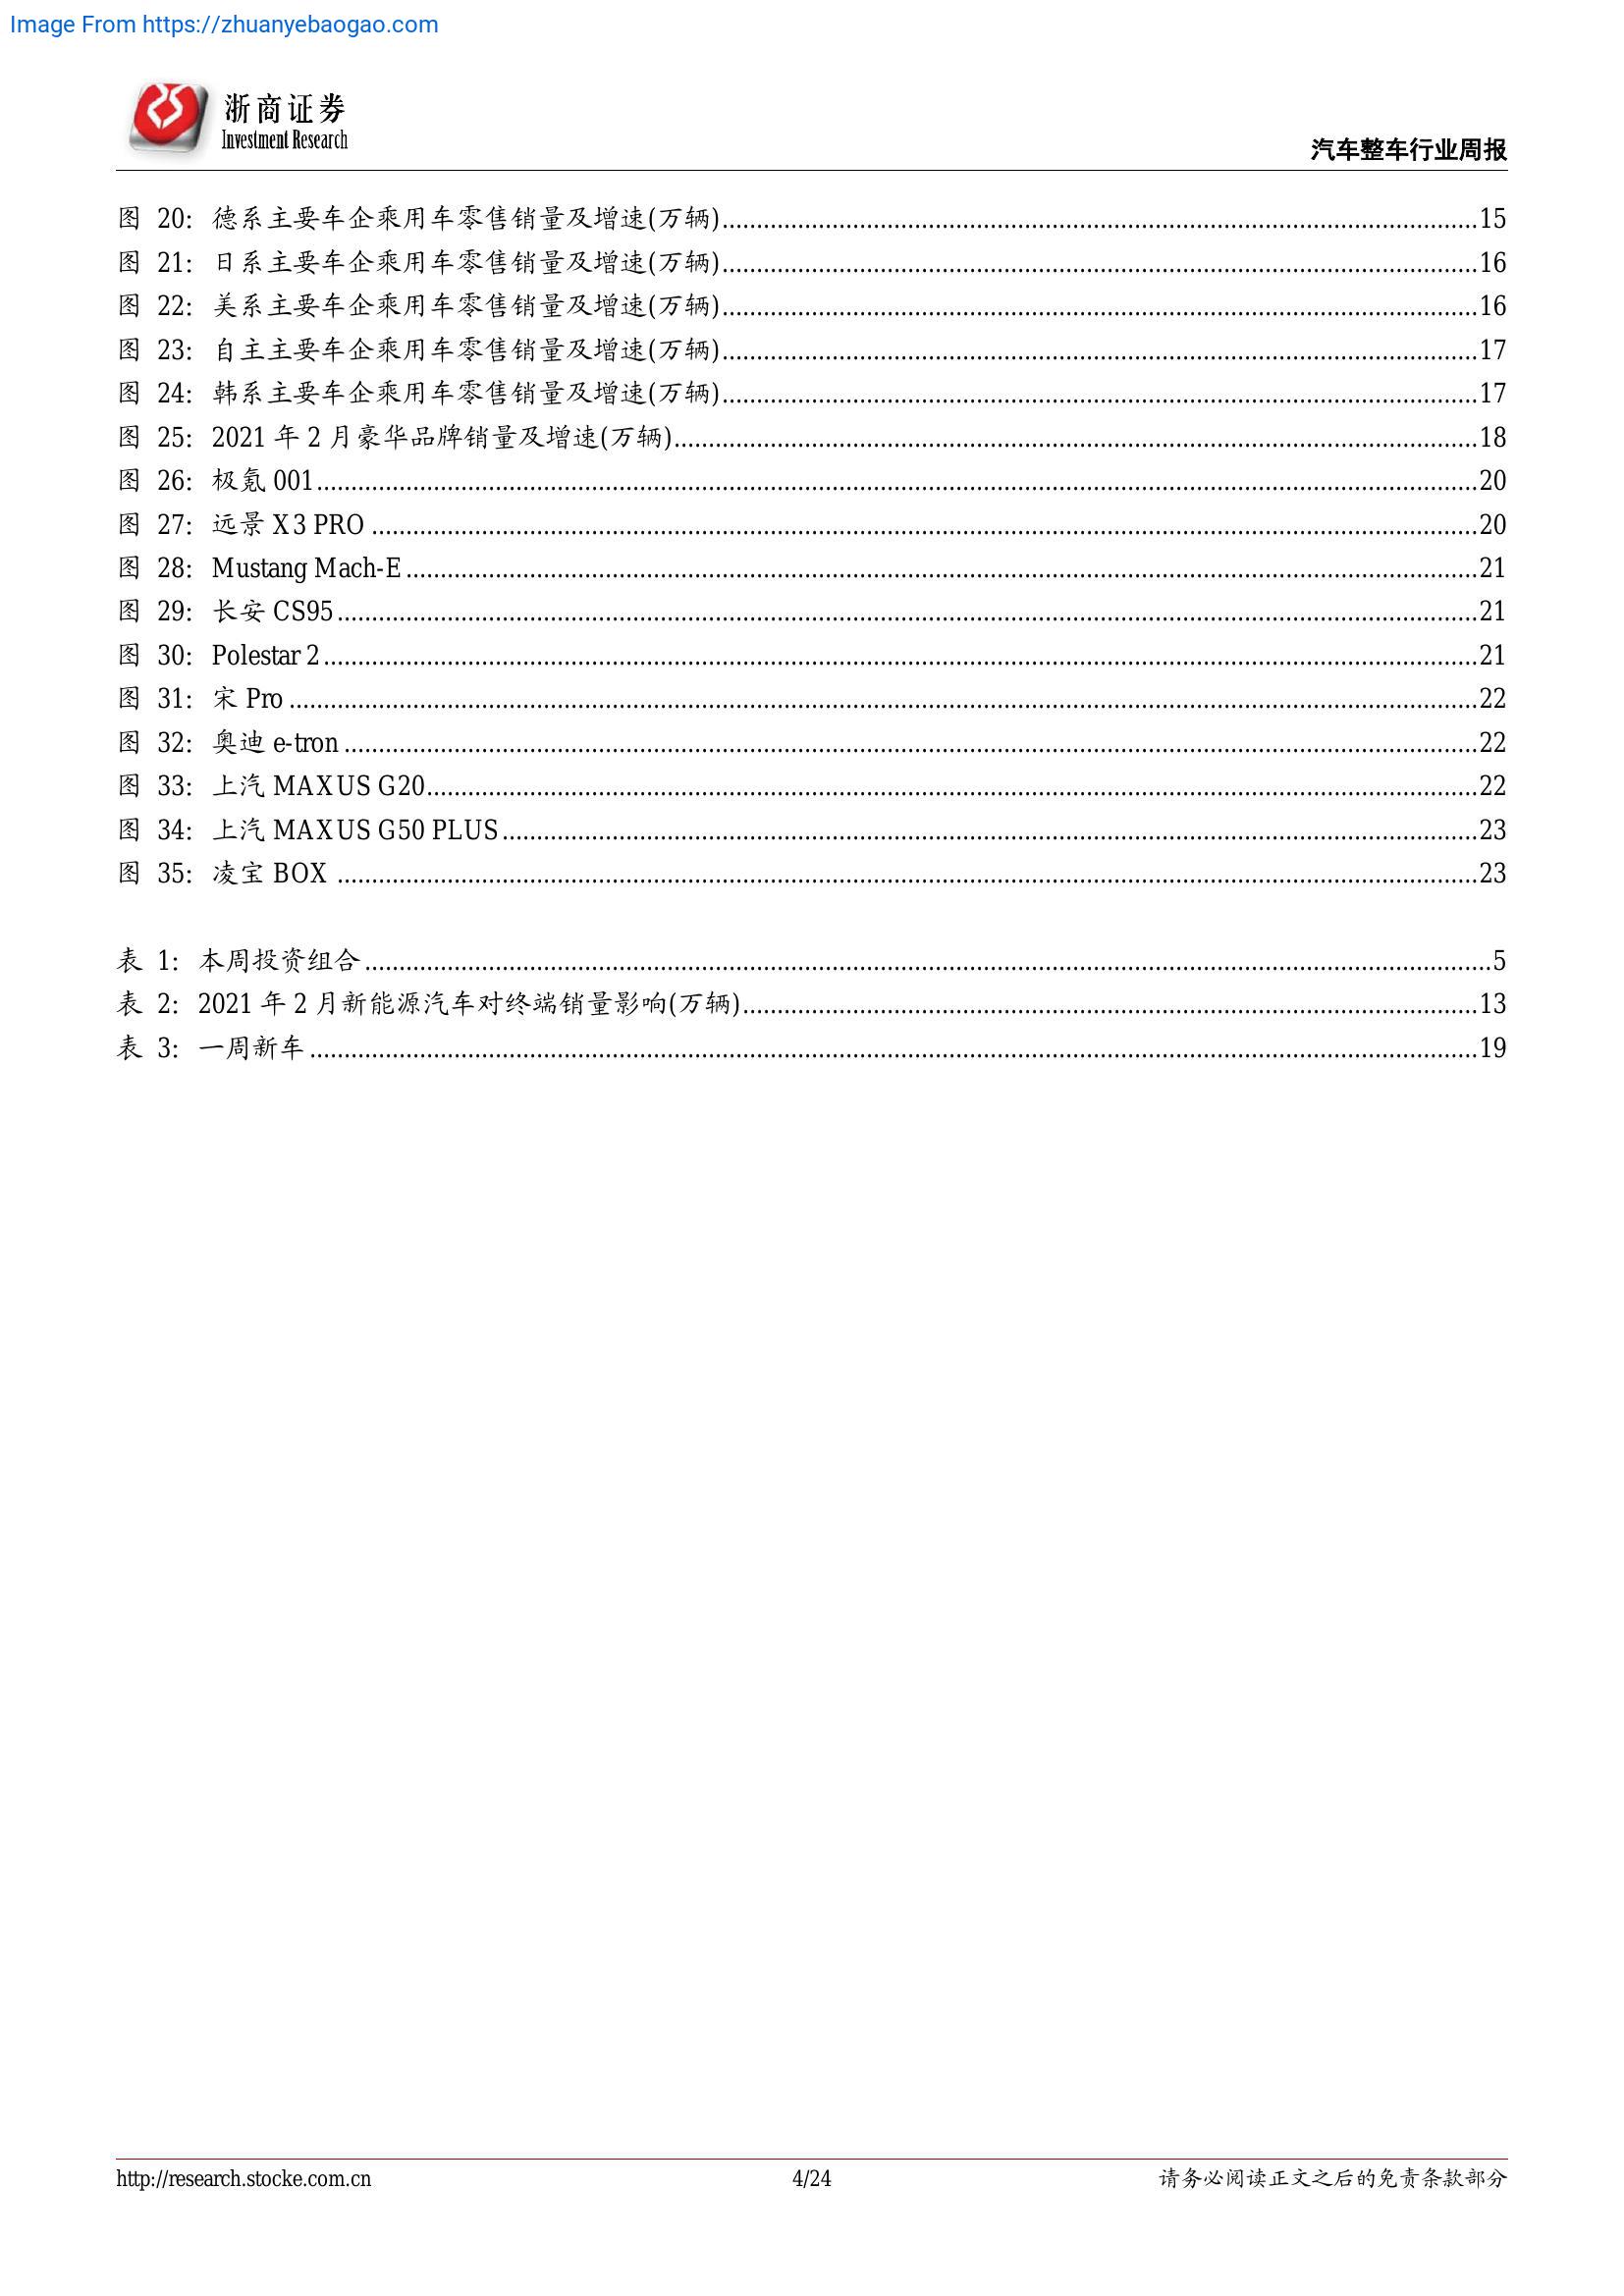 Image From https://zhuanyebaogao.com
浙商证券
Investment Research
汽车整车行业周报
图 20: 德系主要车企乘用车零售销量及增速(万辆)......15
图 21: 日系主要车企乘用车零售销量及增速(万辆)......16
图 22: 美系主要车企乘用车零售销量及增速(万辆)......16
图 23: 自主主要车企乘用车零售销量及增速(万辆)......17
图 24: 韩系主要车企乘用车零售销量及增速(万辆)......17
图 25: 2021 年 2 月豪华品牌销量及增速(万辆)......18
图 26: 极氪 001......20
图 27: 远景 X3 PRO ......20
图 28: Mustang Mach-E......21
图 29: 长安 CS95......21
图 30: Polestar 2......21
图 31: 宋 Pro ......22
图 32: 奥迪 e-tron ......22
图 33: 上汽 MAXUS G20......22
图 34: 上汽 MAXUS G50 PLUS......23
图 35: 凌宝 BOX ......23
表 1: 本周投资组合......5
表 2: 2021 年 2 月新能源汽车对终端销量影响(万辆)......13
表 3: 一周新车......19
http://research.stocke.com.cn
4/24
请务必阅读正文之后的免责条款部分